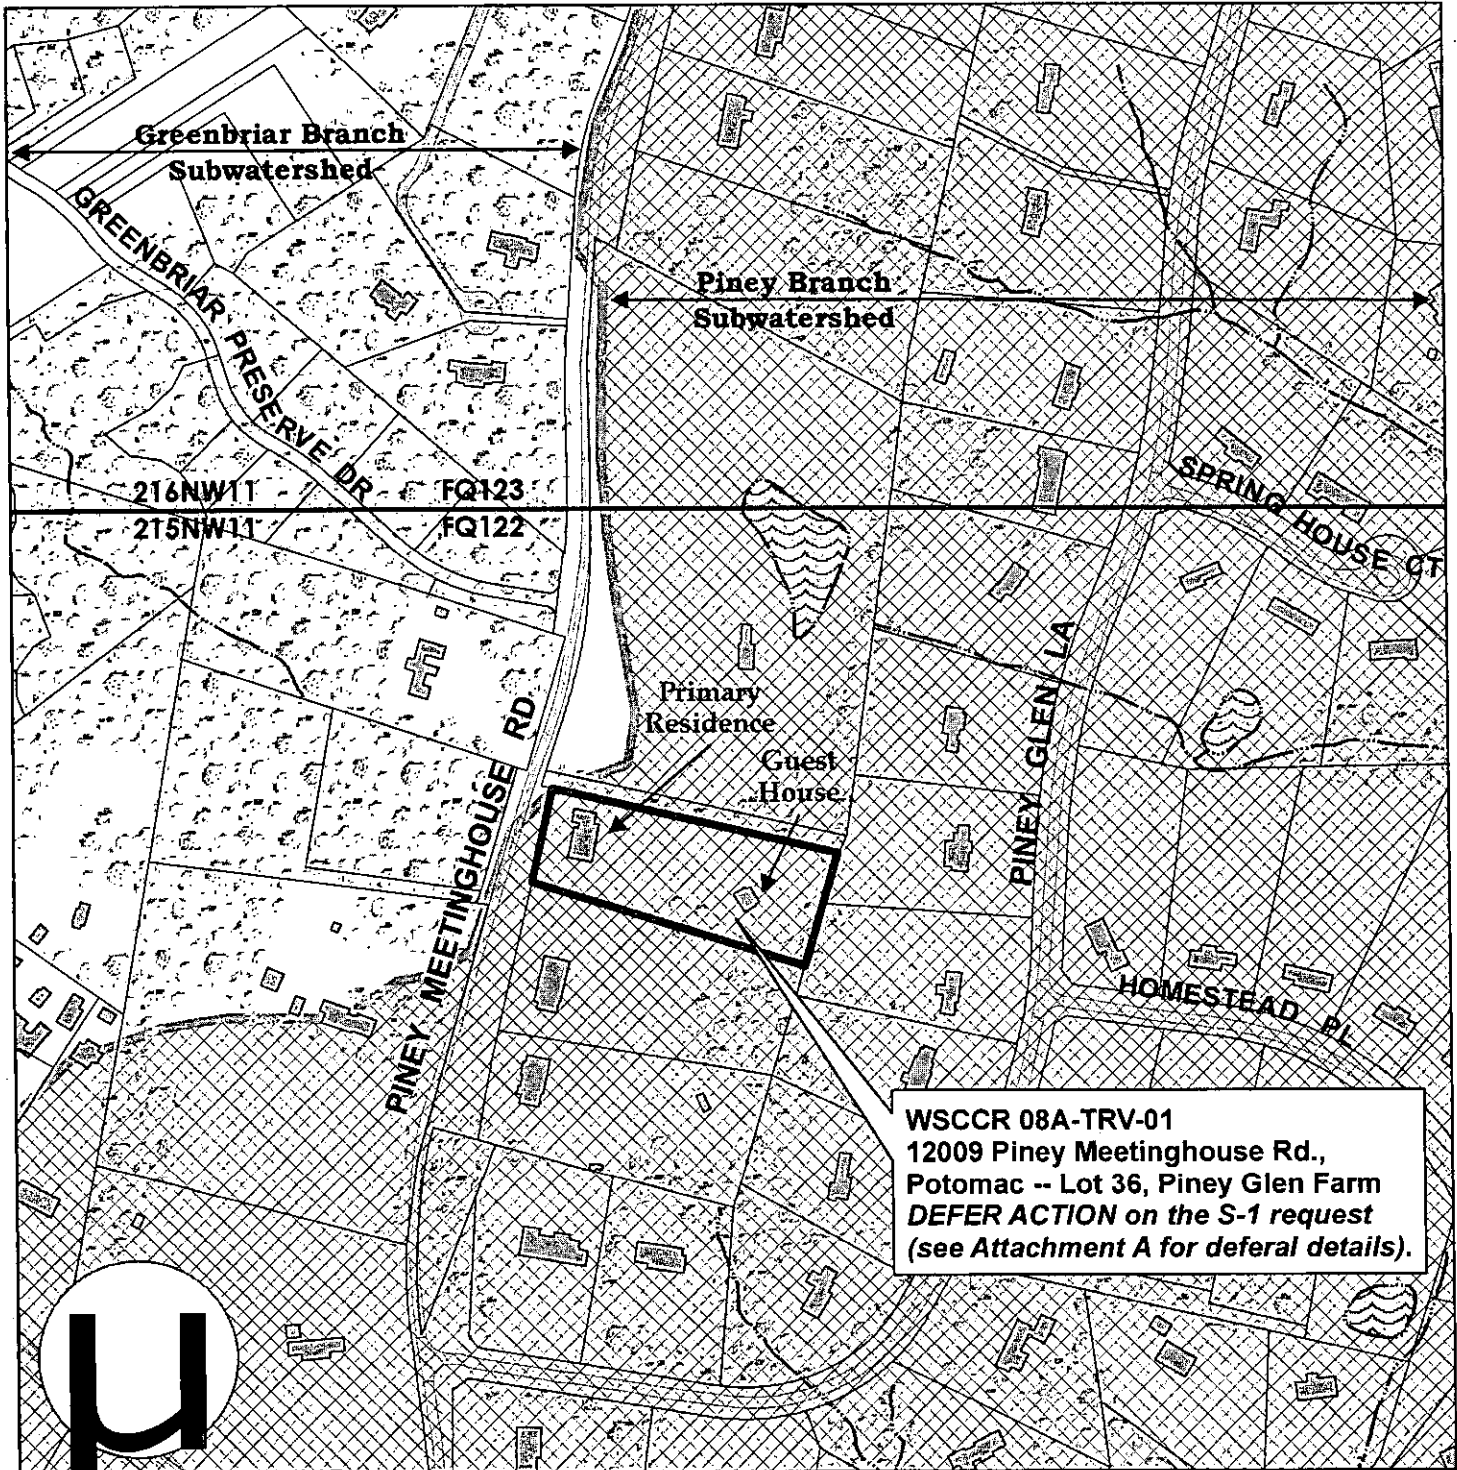 Greenbriar Branch
Subwatershed
GREENBRIAR PRESERVE DR
Piney Branch
Subwatershed
SPRING HOUSE CT
216NW11 FQ123
215NW11 FQ122
PINEY MEETINGHOUSE RD
Primary
Residence
Guest
House
PINEY GLEN LA
HOMESTEAD PL
WSCCR 08A-TRV-01
12009 Piney Meetinghouse Rd.,
Potomac -- Lot 36, Piney Glen Farm
DEFER ACTION on the S-1 request
(see Attachment A for deferal details).
µ